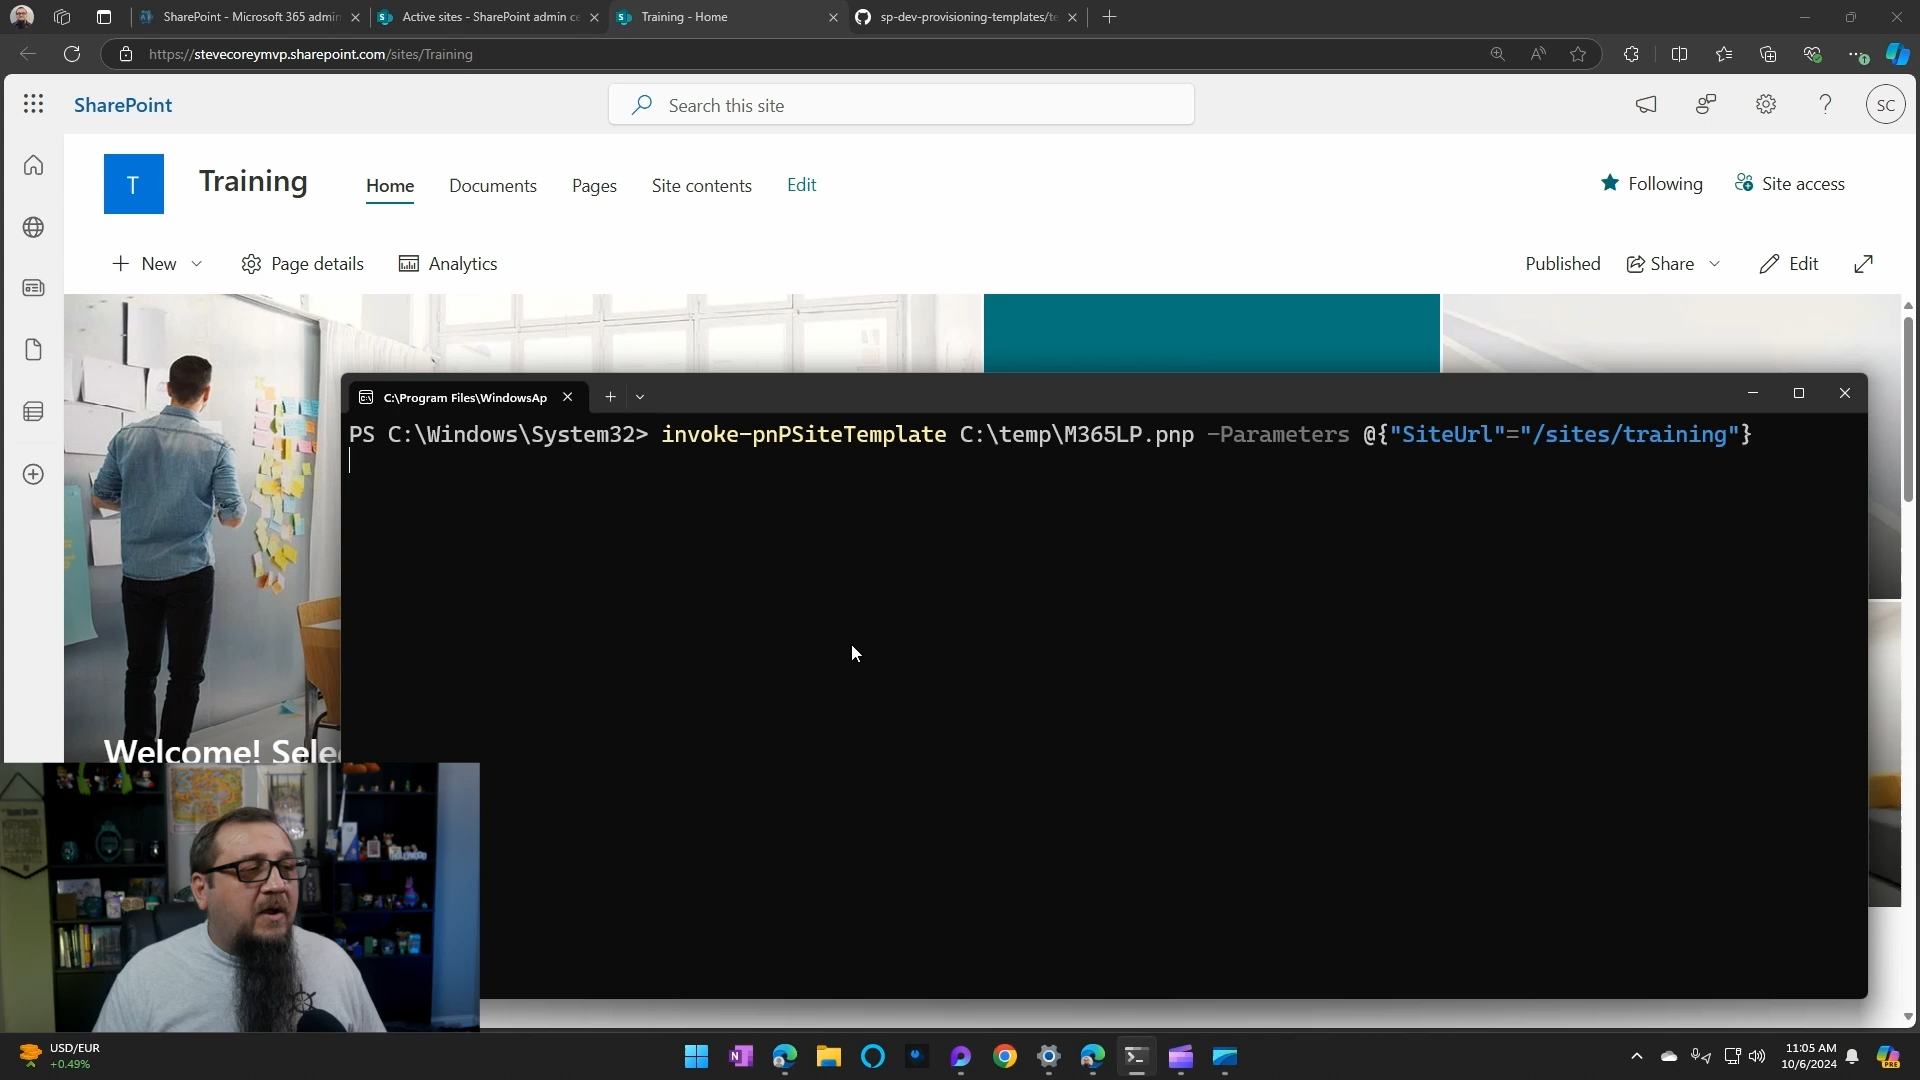 SharePoint - Microsoft 365 admin
Active sites - SharePoint admin ce
Training - Home
sp-dev-provisioning-templates/te
https://stevecoreymvp.sharepoint.com/sites/Training
SharePoint
Search this site
SC
T
Training
Home
Documents
Pages
Site contents
Edit
Following
Site access
New
Page details
Analytics
Published
Share
Edit
C:\Program Files\WindowsAp
PS C:\Windows\System32> invoke-pnPSiteTemplate C:\temp\M365LP.pnp -Parameters @{"SiteUrl"="/sites/training"}
Welcome! Sele
USD/EUR
+0.49%
11:05 AM
10/6/2024